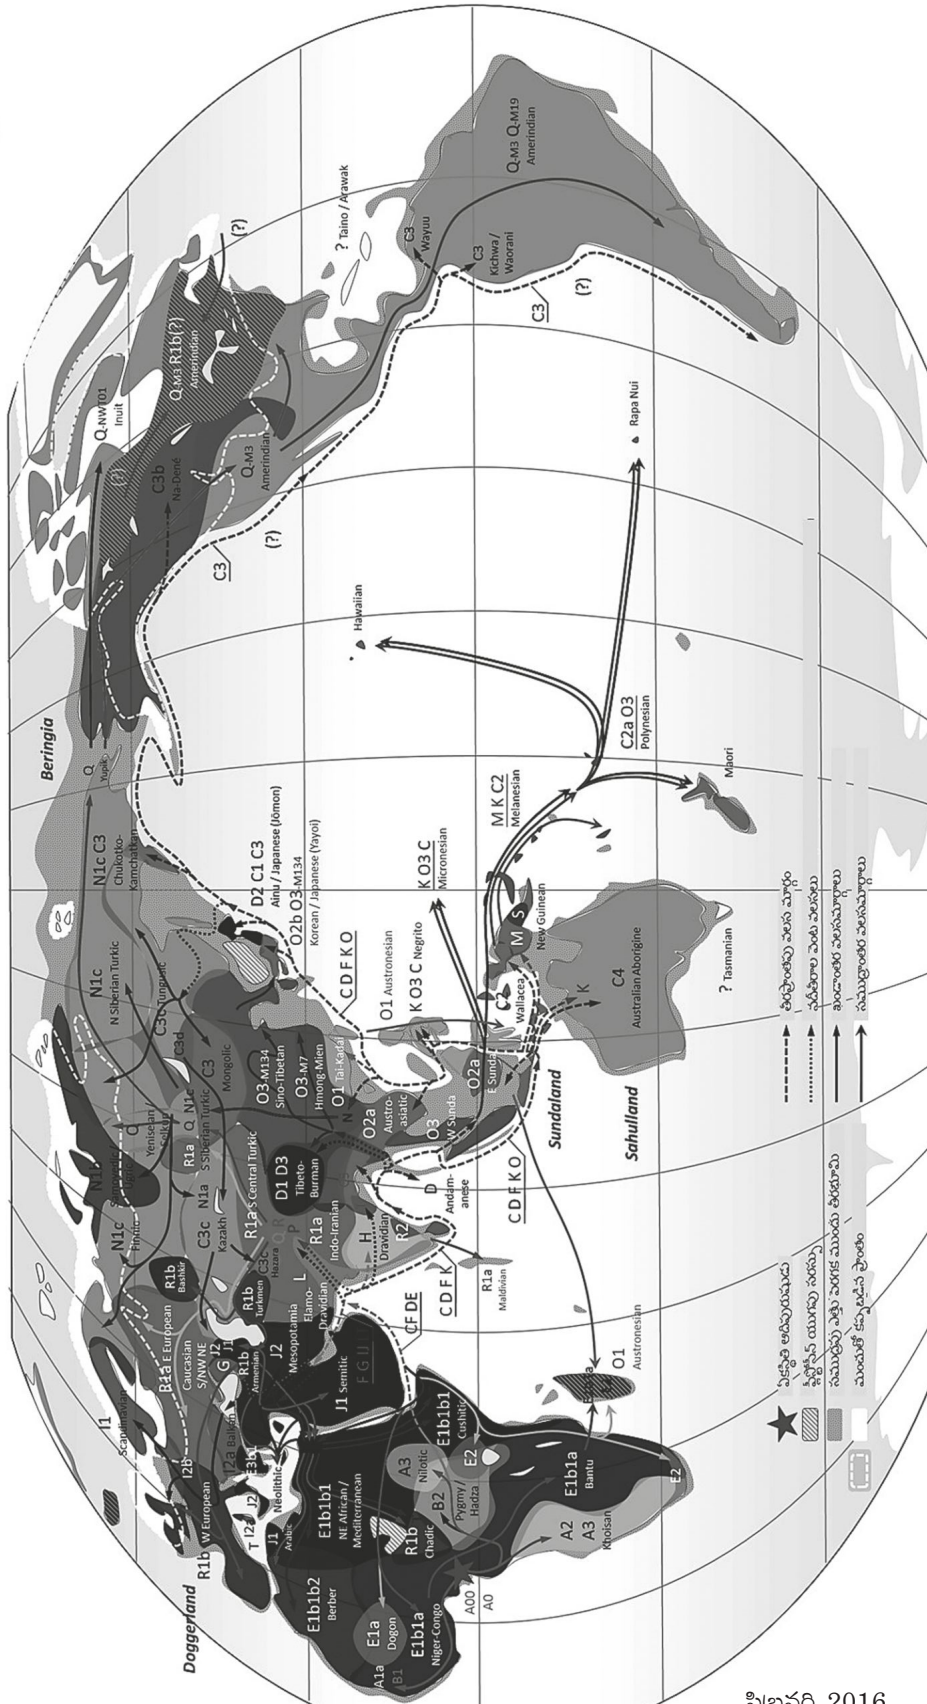 Beringia
Doggerland
Sundaland
Sahulland
Q-NWT01
Inuit
Q-M3 R1b(?)
Amerindian
(?)
C3b
Na-Dené
Q-M3
Amerindian
C3
(?)
? Taino / Arawak
C3
Wayuu
C3
Kichwa /
Waorani
C3
(?)
Q-M3 Q-M19
Amerindian
Hawaiian
Rapa Nui
C2a O3
Polynesian
Maori
M K C2
Melanesian
K O3 C
Micronesian
Q
Yupik
N1c C3
Chukotko-
Kamchatkan
N1c
N Siberian Turkic
C3c Tungusic
C3d
C3
Mongolic
D2 C1 C3
Ainu / Japanese (Jōmon)
O2b O3-M134
Korean / Japanese (Yayoi)
C D F K O
O1 Austronesian
K O3 C Negrito
M S
New Guinean
C2
Wallacea
K
C4
Australian Aborigine
? Tasmanian
O3-M134
Sino-Tibetan
O3-M7
Hmong-Mien
O1 Tai-Kadai
N
O2a
Austro-
asiatic
O3
W Sunda
O2a
E Sunda
C D F K O
D
Andam-
anese
D1 D3
Tibeto-
Burman
Q
Yeniseian /
Selkup
N1c
Q
R1a
S Siberian Turkic
R1a S Central Turkic
N1b
N1c
Finnic
N1a
C3c
Kazakh
C3c
Hazara
Q R
P
R1a
Indo-Iranian
H
Dravidian
R2
R1a
Maldivian
C D F K
CF DE
L
Elamo-
Dravidian
R1b
Bashkir
R1b
Turkmen
R1a E European
Caucasian
S/NW NE
G J2
J1
R1b
Armenian
J2
Mesopotamia
J1 Semitic
F G I J
I1
Scandinavian
I2b
R1b W European
I2a Balkan
E3b1
Neolithic
T I2a J2
J1
Arabic
E1b1b1
NE African /
Mediterranean
E1b1b2
Berber
E1b1b1
Cushitic
A3
Nilotic
B2
Pygmy /
Hadza
E2
R1b
Chadic
E1a
Dogon
A1a
B1
E1b1a
Niger-Congo
A00
A0
E1b1a
Bantu
A2
A3
Khoisan
E2
O1
Austronesian
ఫిబ్రవరి 2016